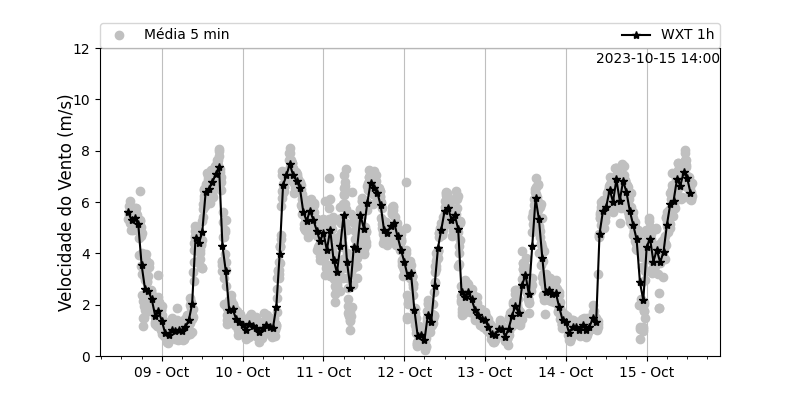 Média 5 min
WXT 1h
2023-10-15 14:00
Velocidade do Vento (m/s)
12
10
8
6
4
2
0
09 - Oct
10 - Oct
11 - Oct
12 - Oct
13 - Oct
14 - Oct
15 - Oct